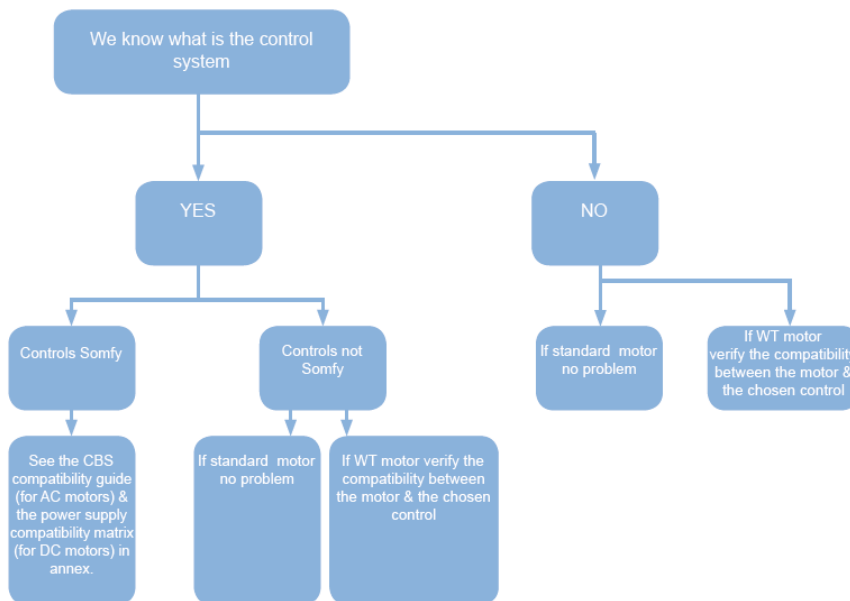 We know what is the control
system
YES
NO
Controls Somfy
Controls not
Somfy
If standard motor
no problem
If WT motor
verify the compatibility
between the motor &
the chosen control
See the CBS
compatibility guide
(for AC motors) &
the power supply
compatibility matrix
(for DC motors) in
annex.
If standard motor
no problem
If WT motor verify the
compatibility between
the motor & the chosen
control